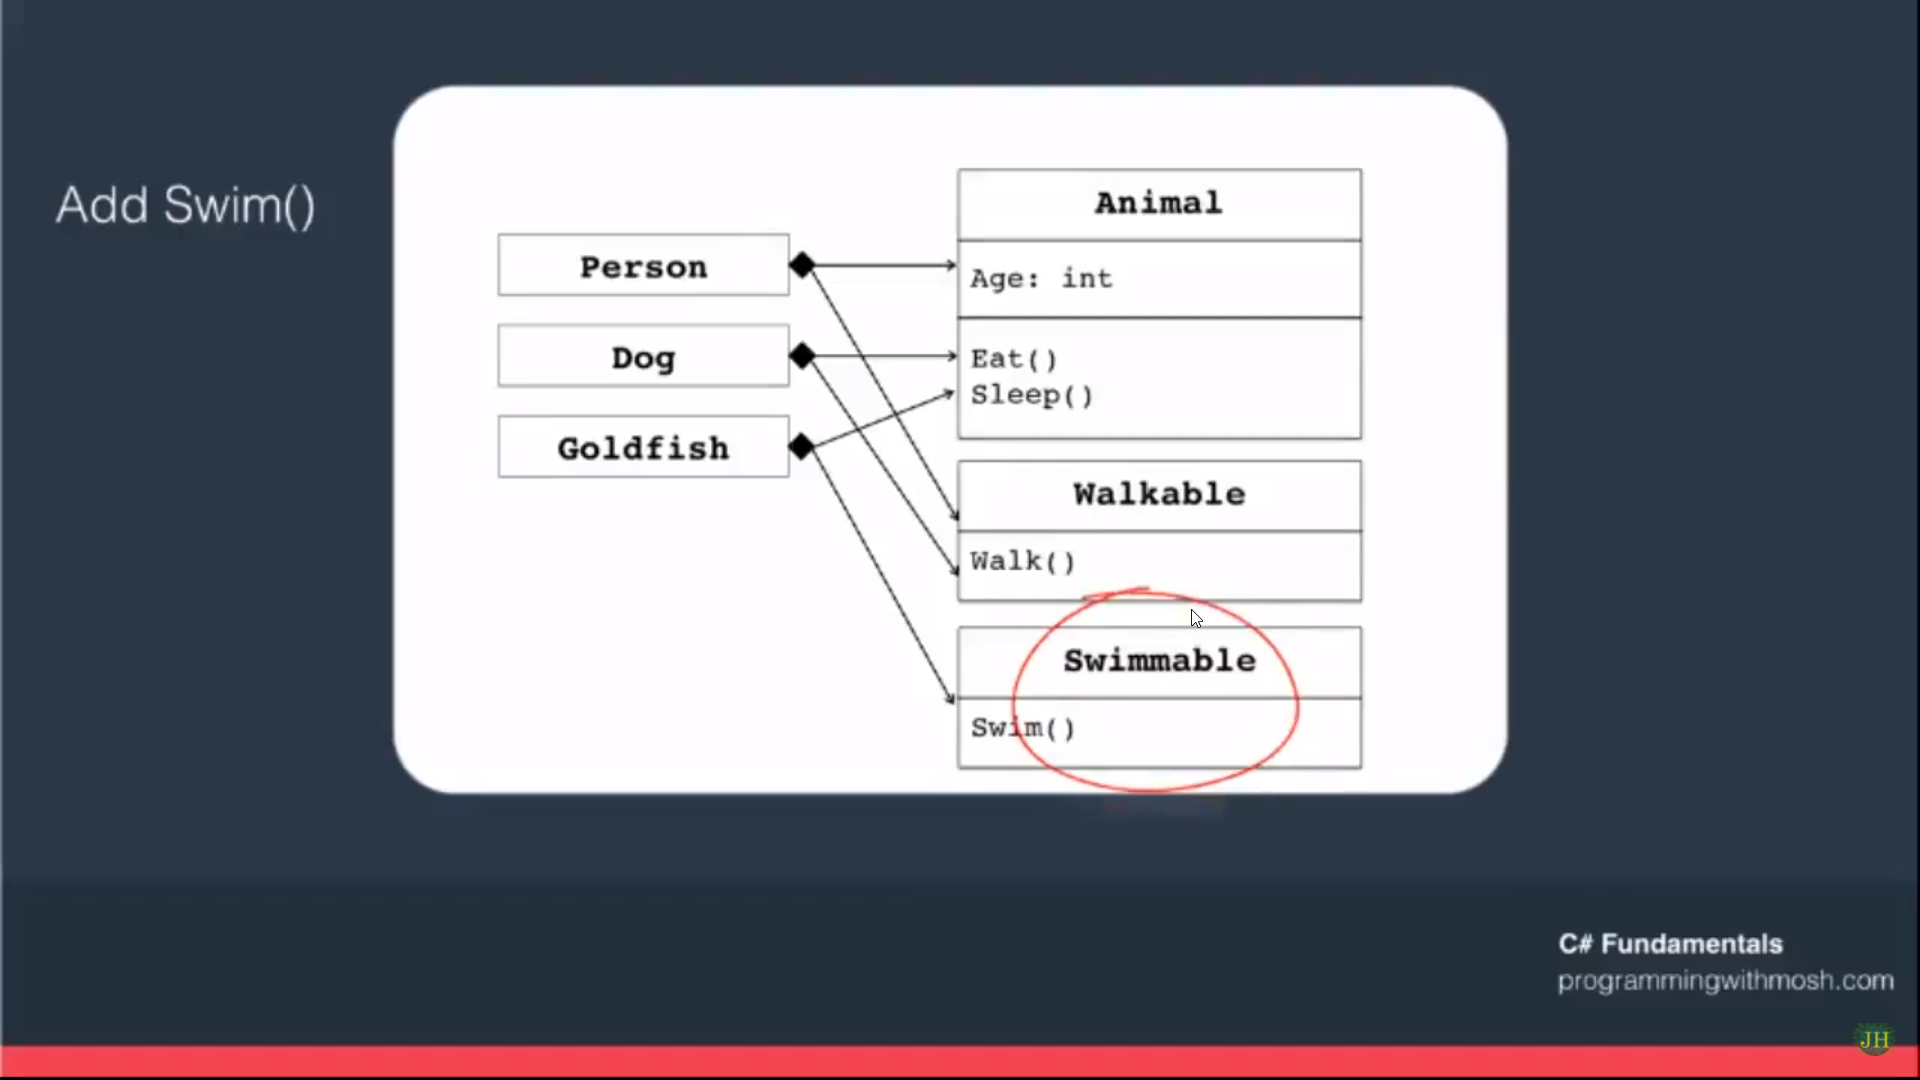 Add Swim()
Person
Dog
Goldfish
Animal
Age: int
Eat()
Sleep()
Walkable
Walk()
Swimmable
Swim()
C# Fundamentals
programmingwithmosh.com
JH